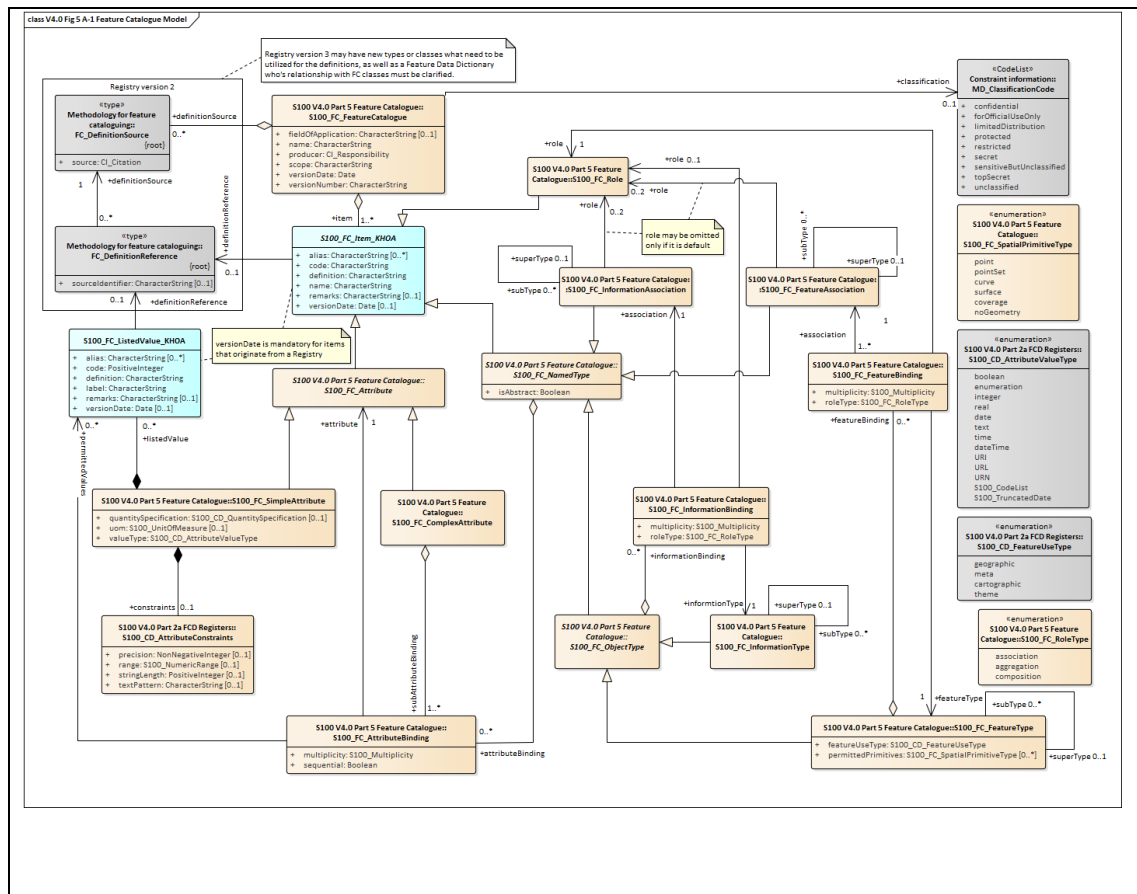 class V4.0 Fig 5 A-1 Feature Catalogue Model
Registry version 3 may have new types or classes what need to be
utilized for the definitions, as well as a Feature Data Dictionary
who's relationship with FC classes must be clarified.
Registry version 2
«type»
Methodology for feature
cataloguing::
FC_DefinitionSource
{root}
+ source: CI_Citation
+definitionSource
0..*
S100 V4.0 Part 5 Feature Catalogue::
S100_FC_FeatureCatalogue
+ fieldOfApplication: CharacterString [0..1]
+ name: CharacterString
+ producer: CI_Responsibility
+ scope: CharacterString
+ versionDate: Date
+ versionNumber: CharacterString
+classification
0..1
«CodeList»
Constraint information::
MD_ClassificationCode
+ confidential
+ forOfficialUseOnly
+ limitedDistribution
+ protected
+ restricted
+ secret
+ sensitiveButUnclassified
+ topSecret
+ unclassified
1
+definitionSource
0..*
«type»
Methodology for feature cataloguing::
FC_DefinitionReference
{root}
+ sourceIdentifier: CharacterString [0..1]
+definitionReference
0..1
0..1
+definitionReference
+item
1..*
S100_FC_Item_KHOA
+ alias: CharacterString [0..*]
+ code: CharacterString
+ definition: CharacterString
+ name: CharacterString
+ remarks: CharacterString [0..1]
+ versionDate: Date [0..1]
+role
1
+role 0..1
+role
0..2
+role
0..2
S100 V4.0 Part 5 Feature
Catalogue::S100_FC_Role
role may be omitted
only if it is default
+superType 0..1
+subType 0..*
S100 V4.0 Part 5 Feature Catalogue:
:S100_FC_InformationAssociation
+subType 0..*
+superType
0..1
S100 V4.0 Part 5 Feature Catalogue:
:S100_FC_FeatureAssociation
«enumeration»
S100 V4.0 Part 5 Feature
Catalogue::
S100_FC_SpatialPrimitiveType
point
pointSet
curve
surface
coverage
noGeometry
S100_FC_ListedValue_KHOA
+ alias: CharacterString [0..*]
+ code: PositiveInteger
+ definition: CharacterString
+ label: CharacterString
+ remarks: CharacterString [0..1]
+ versionDate: Date [0..1]
versionDate is mandatory for items
that originate from a Registry
+association
1
+association
1
1..*
S100 V4.0 Part 5 Feature Catalogue::
S100_FC_Attribute
S100 V4.0 Part 5 Feature Catalogue::
S100_FC_NamedType
+ isAbstract: Boolean
S100 V4.0 Part 5 Feature Catalogue::
S100_FC_FeatureBinding
+ multiplicity: S100_Multiplicity
+ roleType: S100_FC_RoleType
«enumeration»
S100 V4.0 Part 2a FCD Registers::
S100_CD_AttributeValueType
boolean
enumeration
integer
real
date
text
time
dateTime
URI
URL
URN
S100_CodeList
S100_TruncatedDate
0..*
+permittedValues
0..*
+listedValue
+attribute
1
+featureBinding
0..*
S100 V4.0 Part 5 Feature Catalogue::S100_FC_SimpleAttribute
+ quantitySpecification: S100_CD_QuantitySpecification [0..1]
+ uom: S100_UnitOfMeasure [0..1]
+ valueType: S100_CD_AttributeValueType
S100 V4.0 Part 5 Feature
Catalogue::
S100_FC_ComplexAttribute
S100 V4.0 Part 5 Feature Catalogue::
S100_FC_InformationBinding
+ multiplicity: S100_Multiplicity
+ roleType: S100_FC_RoleType
0..*
+informationBinding
«enumeration»
S100 V4.0 Part 2a FCD Registers::
S100_CD_FeatureUseType
geographic
meta
cartographic
theme
+constraints
0..1
S100 V4.0 Part 2a FCD Registers::
S100_CD_AttributeConstraints
+ precision: NonNegativeInteger [0..1]
+ range: S100_NumericRange [0..1]
+ stringLength: PositiveInteger [0..1]
+ textPattern: CharacterString [0..1]
+informtionType
1
+superType 0..1
+subType 0..*
S100 V4.0 Part 5 Feature
Catalogue::
S100_FC_ObjectType
S100 V4.0 Part 5 Feature
Catalogue::
S100_FC_InformationType
«enumeration»
S100 V4.0 Part 5 Feature
Catalogue::S100_FC_RoleType
association
aggregation
composition
+subAttributeBinding
1..*
0..*
+attributeBinding
S100 V4.0 Part 5 Feature Catalogue::
S100_FC_AttributeBinding
+ multiplicity: S100_Multiplicity
+ sequential: Boolean
1
+featureType
+subType 0..*
S100 V4.0 Part 5 Feature Catalogue::S100_FC_FeatureType
+ featureUseType: S100_CD_FeatureUseType
+ permittedPrimitives: S100_FC_SpatialPrimitiveType [0..*]
+superType 0..1